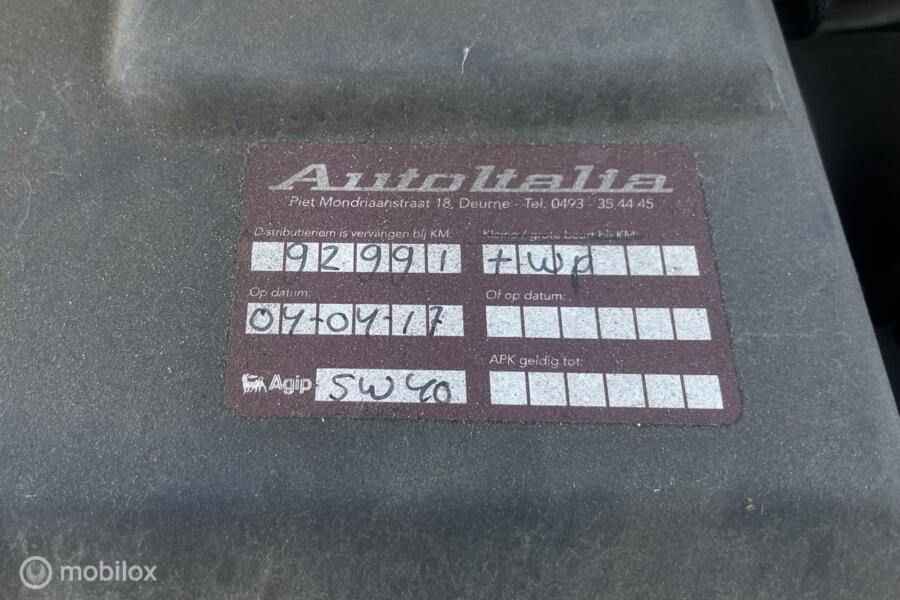 AutoItalia
Piet Mondriaanstraat 18, Deurne - Tel. 0493 - 35 44 45
Distributieriem is vervangen bij KM:
92991
Kleine / grote beurt bij KM:
+ wp
Op datum:
04-04-17
Of op datum:
APK geldig tot:
Agip 5W40
mobilox